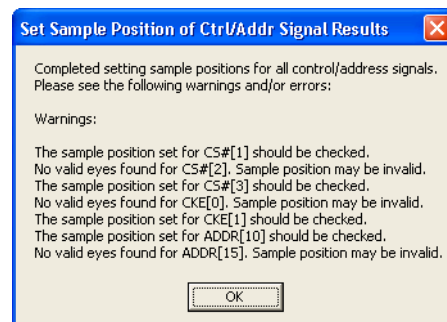 Set Sample Position of Ctrl/Addr Signal Results
Completed setting sample positions for all control/address signals.
Please see the following warnings and/or errors:
Warnings:
The sample position set for CS#[1] should be checked.
No valid eyes found for CS#[2]. Sample position may be invalid.
The sample position set for CS#[3] should be checked.
No valid eyes found for CKE[0]. Sample position may be invalid.
The sample position set for CKE[1] should be checked.
The sample position set for ADDR[10] should be checked.
No valid eyes found for ADDR[15]. Sample position may be invalid.
OK